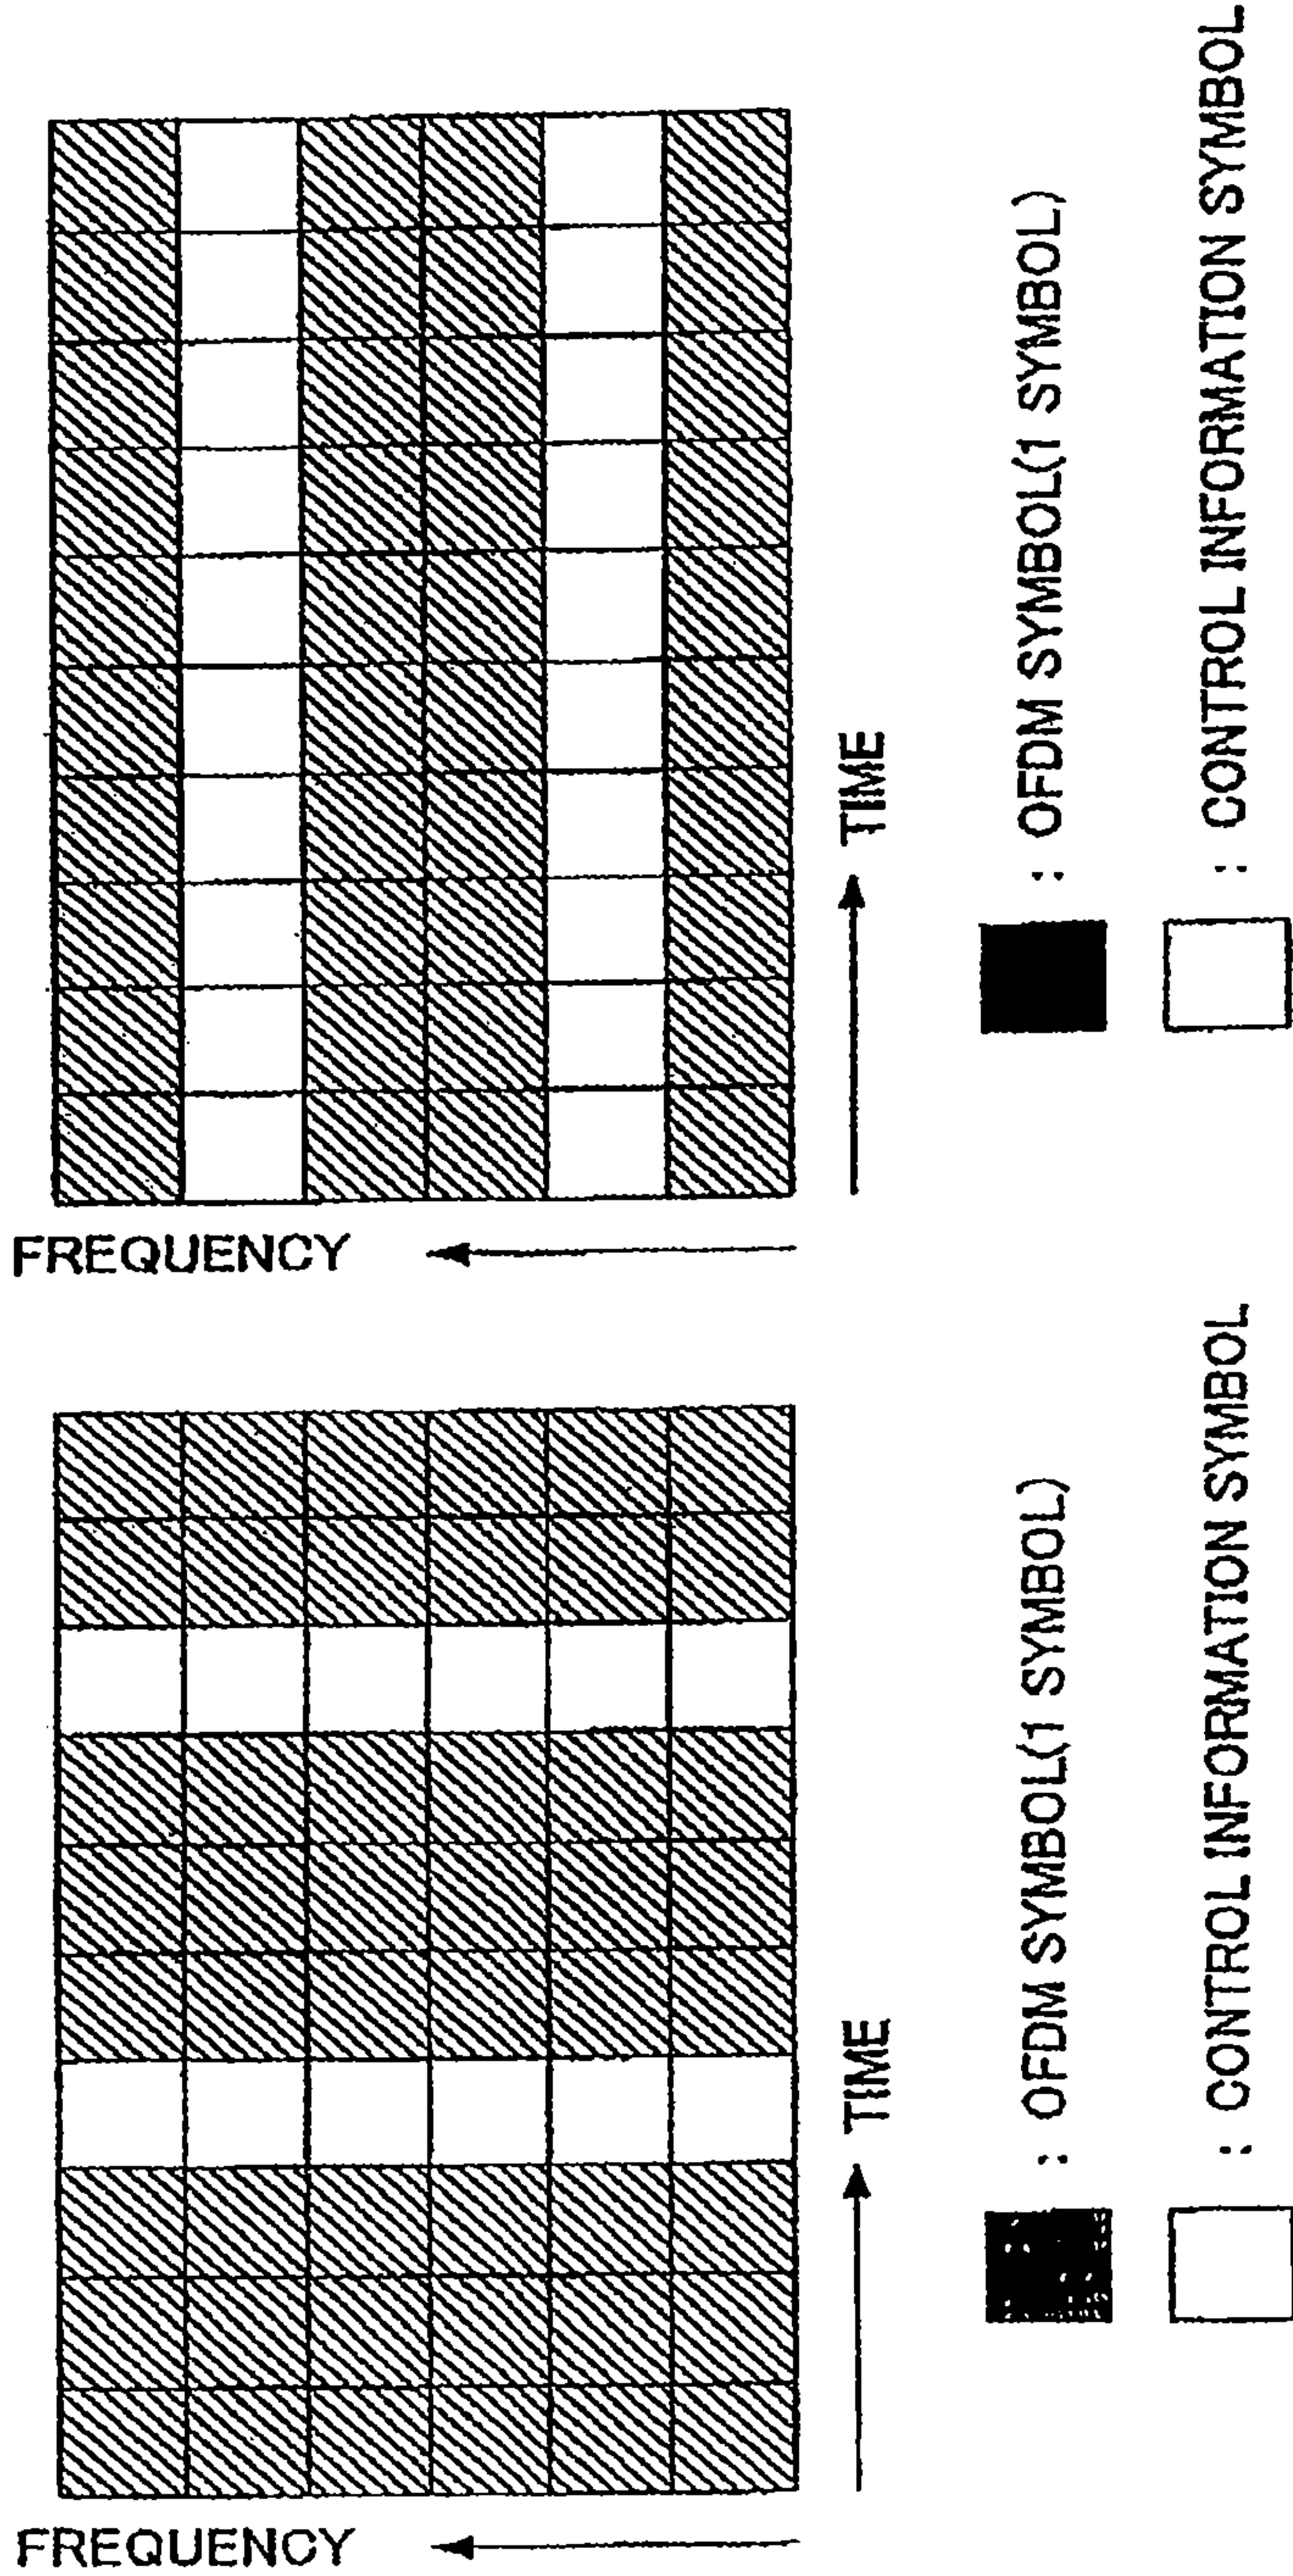 FREQUENCY
TIME
: OFDM SYMBOL(1 SYMBOL)
: CONTROL INFORMATION SYMBOL
FREQUENCY
TIME
: OFDM SYMBOL(1 SYMBOL)
: CONTROL INFORMATION SYMBOL